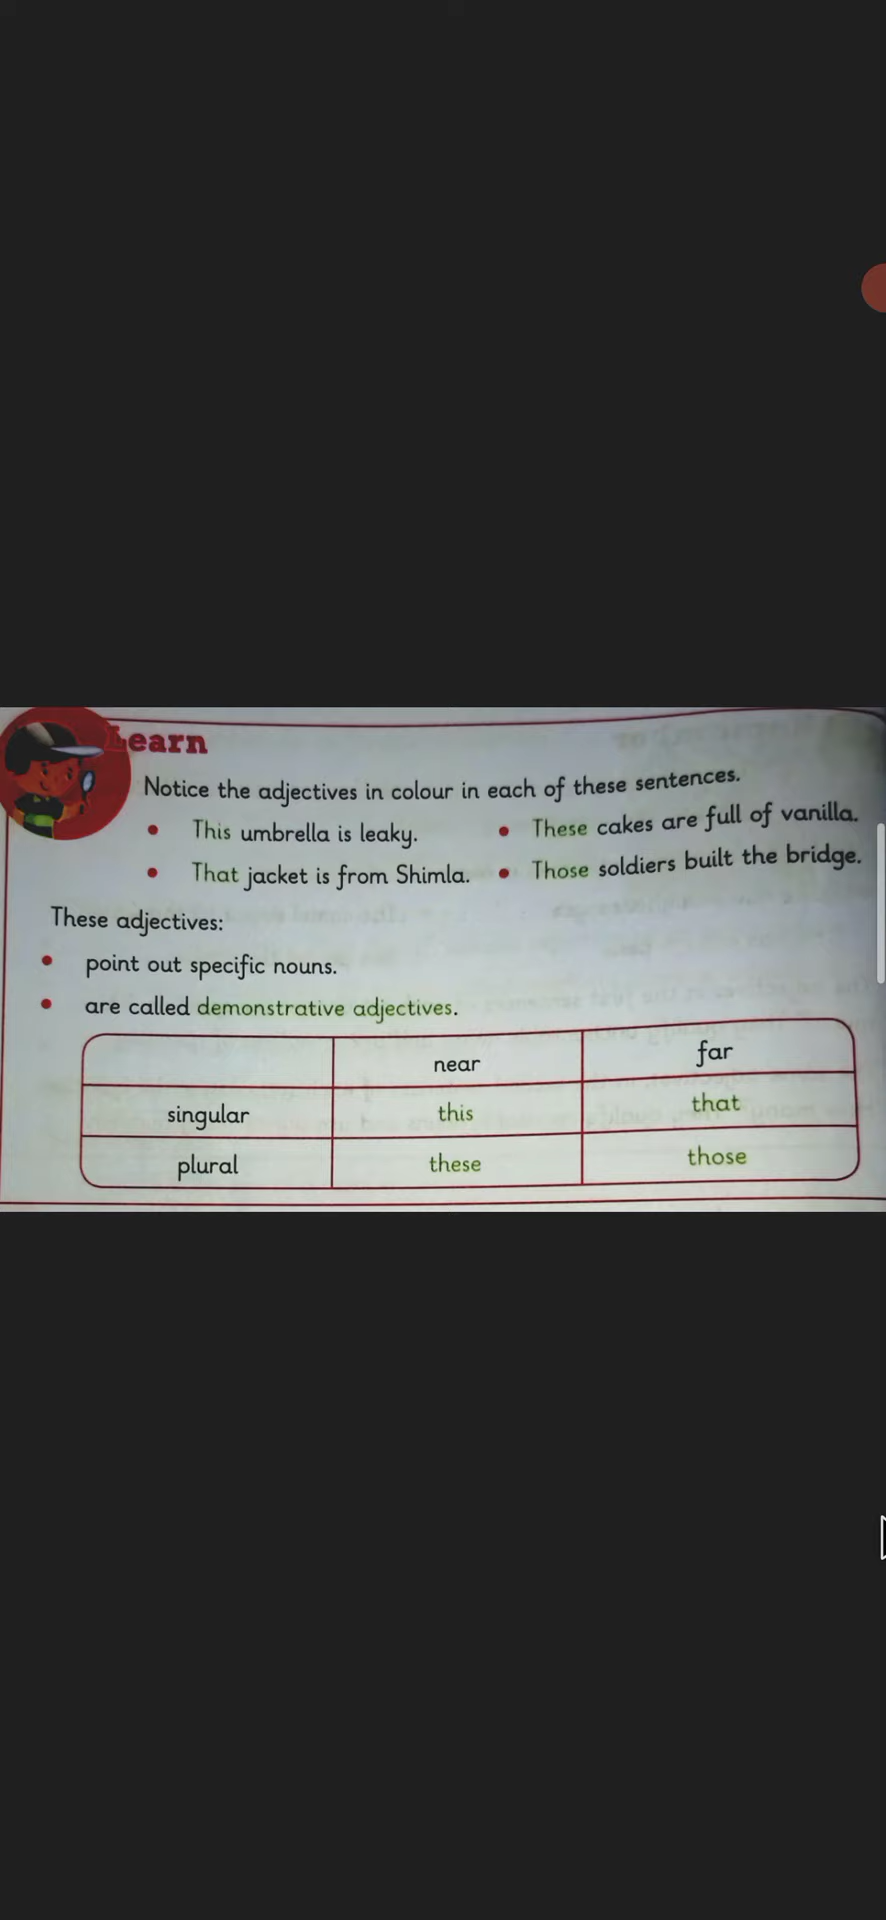 Learn
Notice the adjectives in colour in each of these sentences.
• This umbrella is leaky. • These cakes are full of vanilla.
• That jacket is from Shimla. • Those soldiers built the bridge.
These adjectives:
• point out specific nouns.
• are called demonstrative adjectives.
near far
singular this that
plural these those